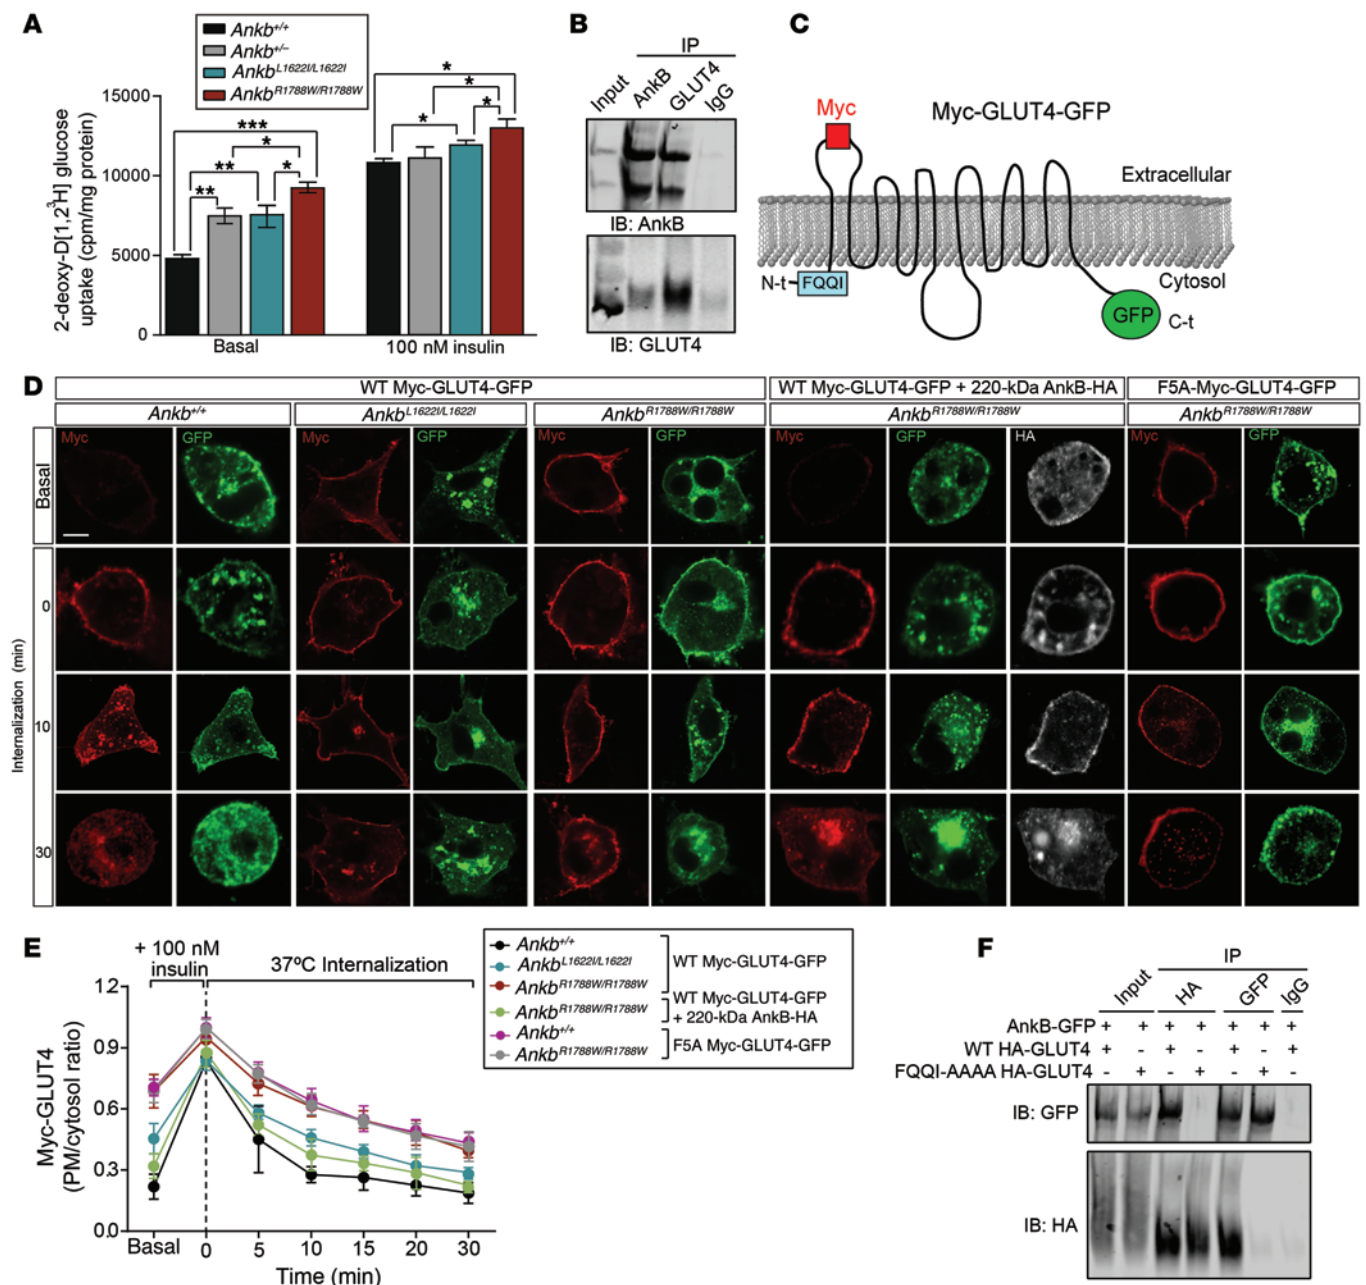 A
Ankb+/+
Ankb+/–
AnkbL1622I/L1622I
AnkbR1788W/R1788W
2-deoxy-D[1,2³H] glucose
uptake (cpm/mg protein)
15000
10000
5000
0
***
*
**
*
**
*
*
*
*
Basal
100 nM insulin
B
IP
Input
AnkB
GLUT4
IgG
IB: AnkB
IB: GLUT4
C
Myc-GLUT4-GFP
Myc
Extracellular
Cytosol
N-t
FQQI
GFP
C-t
D
WT Myc-GLUT4-GFP
WT Myc-GLUT4-GFP + 220-kDa AnkB-HA
F5A-Myc-GLUT4-GFP
Ankb+/+
AnkbL1622I/L1622I
AnkbR1788W/R1788W
AnkbR1788W/R1788W
AnkbR1788W/R1788W
Myc GFP Myc GFP Myc GFP Myc GFP HA Myc GFP
Basal
Internalization (min)
0
10
30
E
+ 100 nM
insulin
37ºC Internalization
Myc-GLUT4
(PM/cytosol ratio)
1.2
0.9
0.6
0.3
0.0
Basal 0 5 10 15 20 30
Time (min)
Ankb+/+
AnkbL1622I/L1622I
AnkbR1788W/R1788W
WT Myc-GLUT4-GFP
AnkbR1788W/R1788W
WT Myc-GLUT4-GFP
+ 220-kDa AnkB-HA
Ankb+/+
AnkbR1788W/R1788W
F5A Myc-GLUT4-GFP
F
IP
Input HA GFP IgG
AnkB-GFP + + + + + + +
WT HA-GLUT4 + - + - + - +
FQQI-AAAA HA-GLUT4 - + - + - + -
IB: GFP
IB: HA